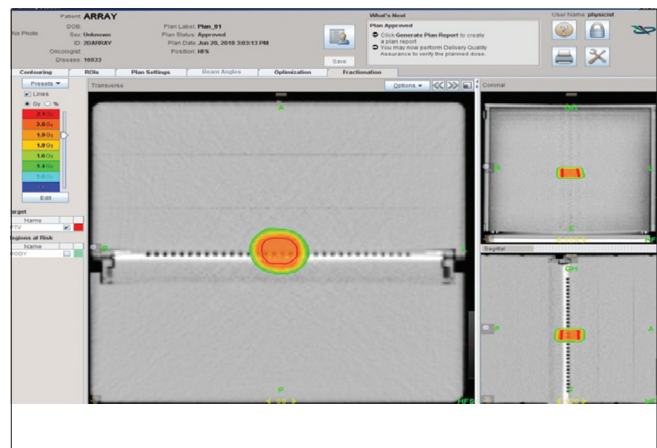 Patient ARRAY
DOB:
Sex: Unknown
ID: 20ARRAY
Oncologist:
Disease: 16033
No Photo
Plan Label: Plan_01
Plan Status: Approved
Plan Date Jun 20, 2018 3:03:13 PM
Position: HFS
Save
What's Next
Plan Approved
Click Generate Plan Report to create
a plan report
You may now perform Delivery Quality
Assurance to verify the planned dose.
User Name: physicist
Contouring ROIs Plan Settings Beam Angles Optimization Fractionation
Presets
Lines
Gy %
2.1 Gy
2.0 Gy
1.9 Gy
1.8 Gy
1.6 Gy
1.4 Gy
Edit
Target
Name
PTV
Regions at Risk
Name
BODY
Transverse
Options
A
R
L
P
HFS
Coronal
Sagittal